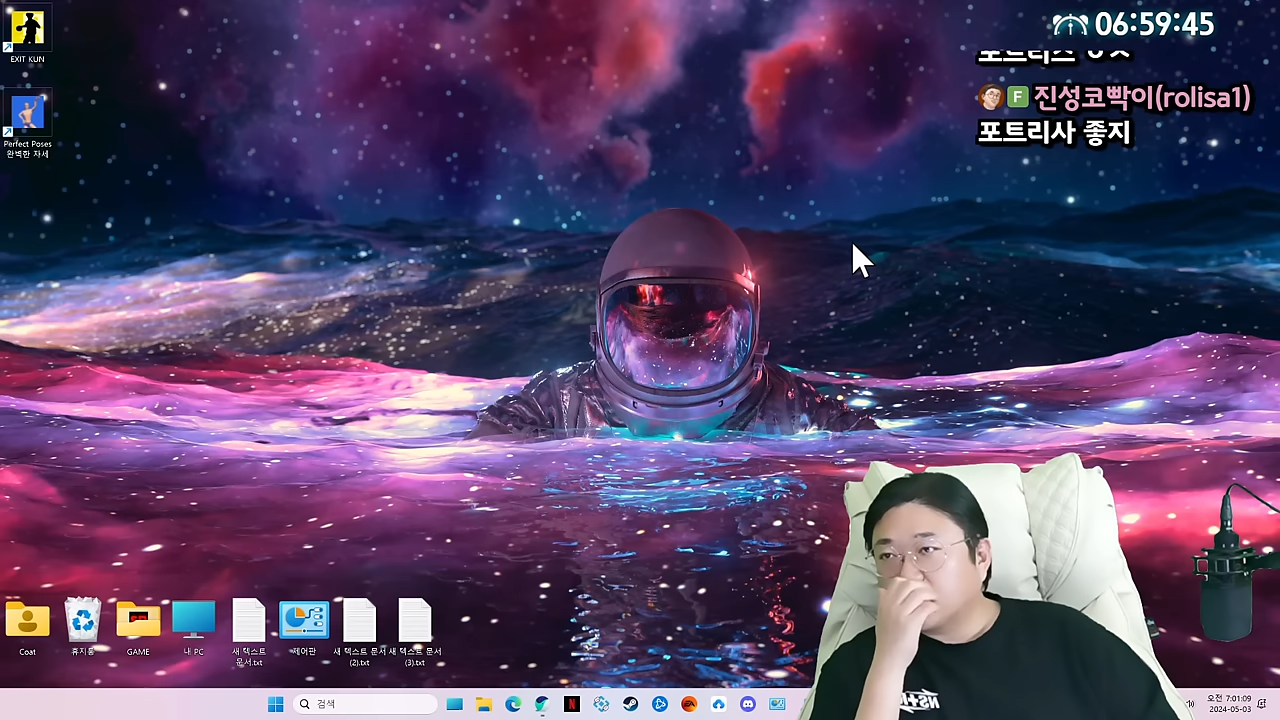 06:59:45
F 진성코빡이(rolisa1)
포트리사 좋지
EXIT KUN
Perfect Poses
완벽한 자세
Coat
휴지통
GAME
내 PC
새 텍스트
문서.txt
제어판
새 텍스트 문서
(2).txt
새 텍스트 문서
(3).txt
검색
N
EA
오전 7:01:09
2024-05-03